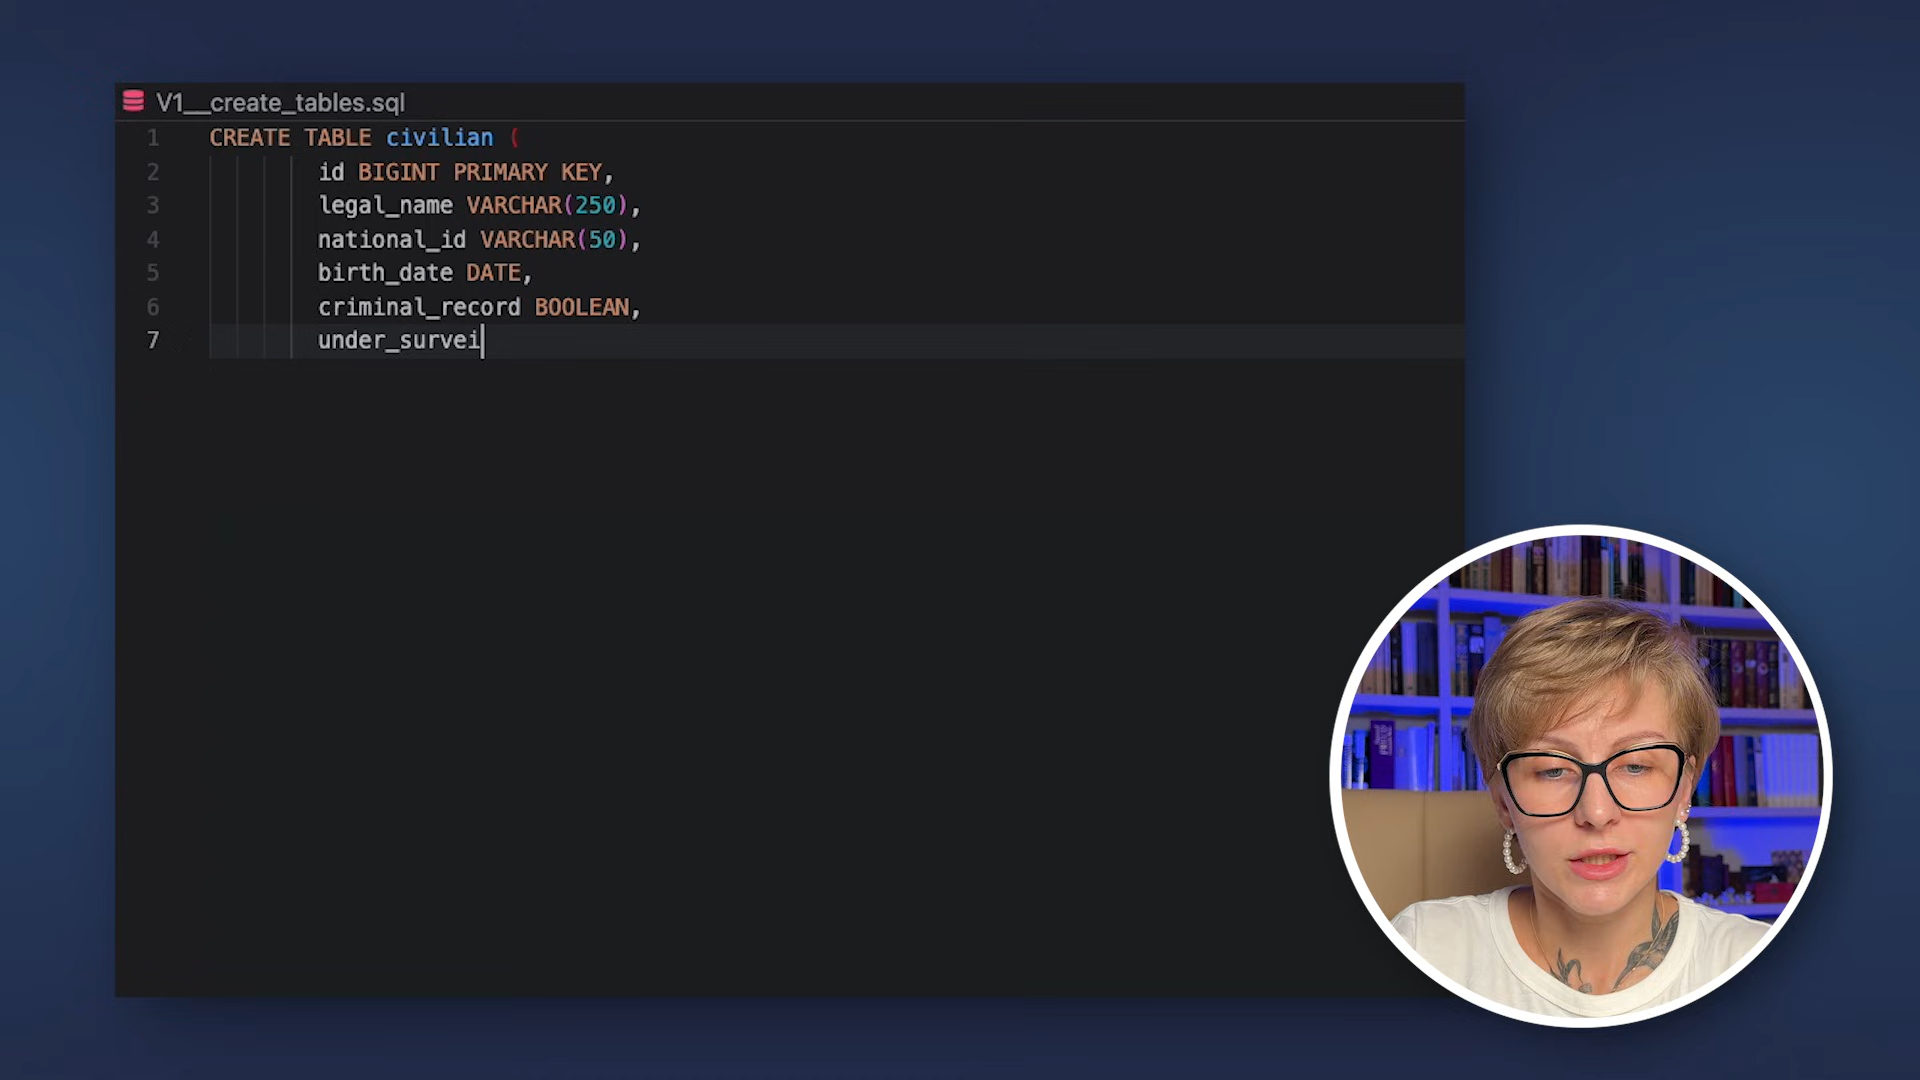 V1__create_tables.sql
1 CREATE TABLE civilian (
2 id BIGINT PRIMARY KEY,
3 legal_name VARCHAR(250),
4 national_id VARCHAR(50),
5 birth_date DATE,
6 criminal_record BOOLEAN,
7 under_survei